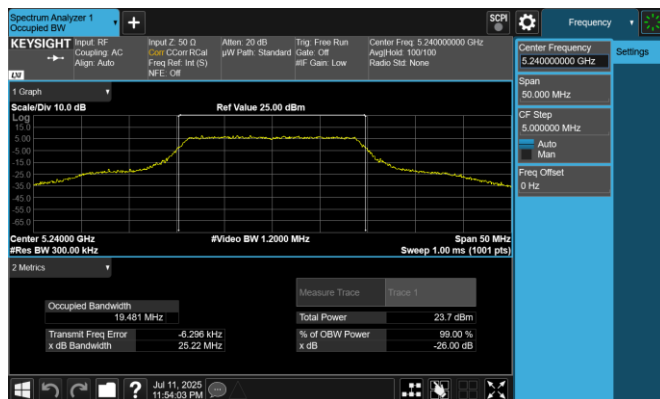 Spectrum Analyzer 1
Occupied BW
SCPI
Frequency
KEYSIGHT
Input: RF
Coupling: AC
Align: Auto
Input Z: 50 Ω
Corr CCorr RCal
Freq Ref: Int (S)
NFE: Off
Atten: 20 dB
µW Path: Standard
Trig: Free Run
Gate: Off
#IF Gain: Low
Center Freq: 5.240000000 GHz
Avg|Hold: 100/100
Radio Std: None
LXI
Center Frequency
5.240000000 GHz
Settings
Span
50.000 MHz
CF Step
5.000000 MHz
Auto
Man
Freq Offset
0 Hz
1 Graph
Scale/Div 10.0 dB
Ref Value 25.00 dBm
Log
15.0
5.00
-5.00
-15.0
-25.0
-35.0
-45.0
-55.0
-65.0
Center 5.24000 GHz
#Video BW 1.2000 MHz
Span 50 MHz
#Res BW 300.00 kHz
Sweep 1.00 ms (1001 pts)
2 Metrics
Measure Trace
Trace 1
Occupied Bandwidth
19.481 MHz
Total Power
23.7 dBm
Transmit Freq Error
-6.296 kHz
% of OBW Power
99.00 %
x dB Bandwidth
25.22 MHz
x dB
-26.00 dB
?
Jul 11, 2025
11:54:03 PM